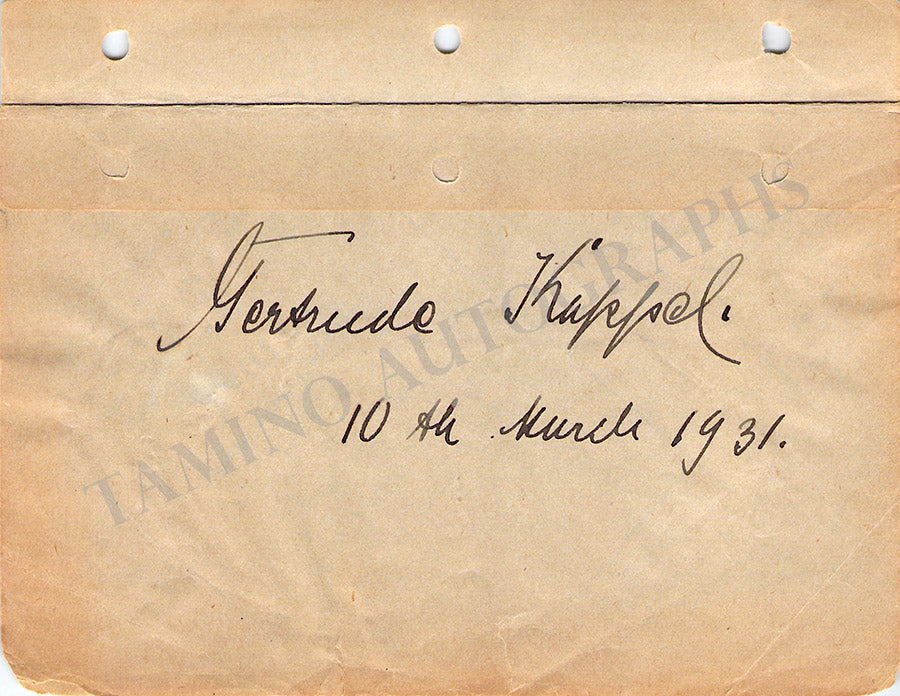 Gertrude Kappel.
10 th March 1931.
TAMINO AUTOGRAPHS